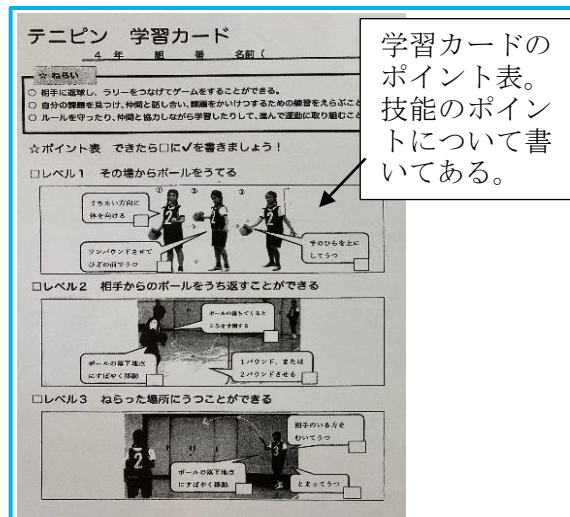 テニピン 学習カード
4 年 組 番 名前(
☆ ねらい
○ 相手に返球し、ラリーをつなげてゲームをすることができる。
○ 自分の課題を見つけ、仲間と話し合い、課題をかいけつするための練習をえらぶこと
○ ルールを守ったり、仲間と協力しながら学習したりして、進んで運動に取り組むこと
学習カードの
ポイント表。
技能のポイン
トについて書
いてある。
☆ポイント表 できたら□に✓を書きましょう!
□レベル1 その場からボールをうてる
① ② ③
うちたい方向に
体を向ける
ワンバウンドさせて
ひざの前でうつ
手のひらを上に
してうつ
□レベル2 相手からのボールをうち返すことができる
ボールの落ちてくると
ころを予測する
ボールの落下地点
にすばやく移動
1バウンド、または
2バウンドさせる
□レベル3 ねらった場所にうつことができる
相手のいる方を
むいてうつ
ボールの落下地点
にすばやく移動
とまってうつ